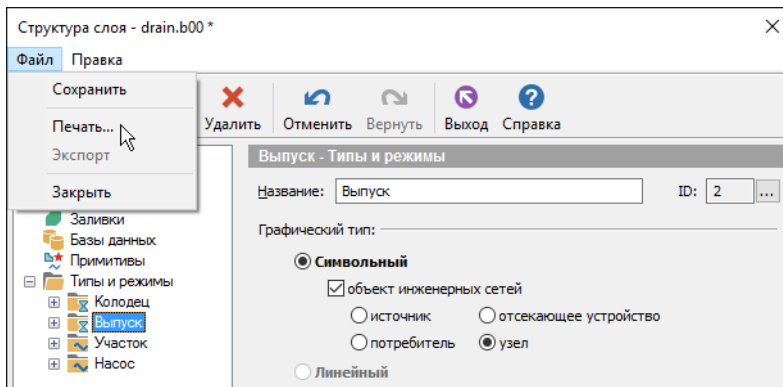 Структура слоя - drain.b00 *
Файл Правка
Сохранить
Печать...
Экспорт
Закрыть
Удалить Отменить Вернуть Выход Справка
Выпуск - Типы и режимы
Название: Выпуск ID: 2 ...
Графический тип:
Символьный
объект инженерных сетей
источник отсекающее устройство
потребитель узел
Линейный
Заливки
Базы данных
Примитивы
Типы и режимы
Колодец
Выпуск
Участок
Насос